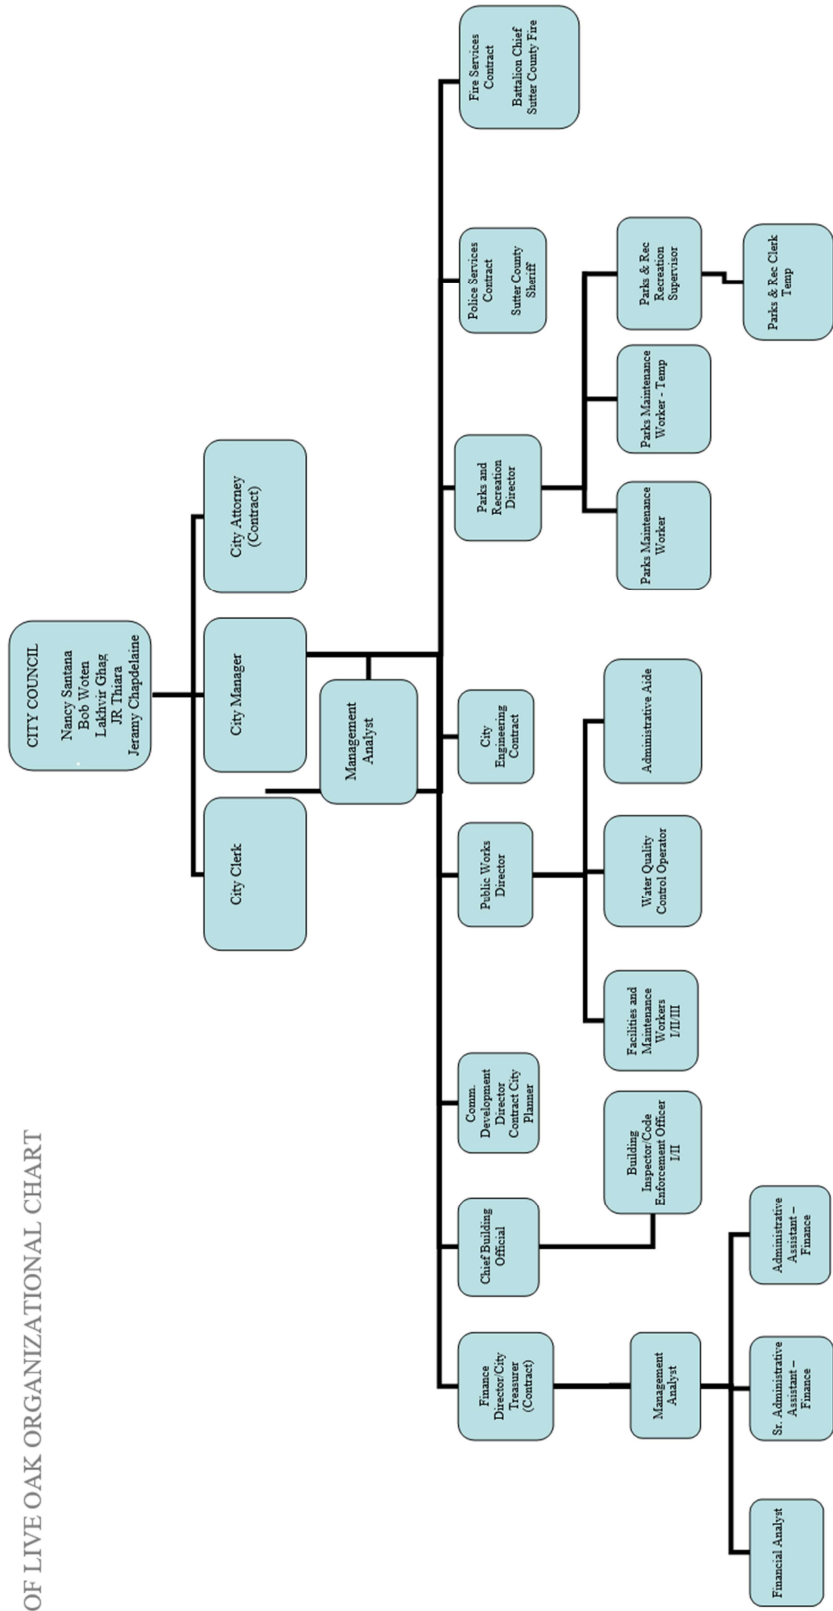 OF LIVE OAK ORGANIZATIONAL CHART
CITY COUNCIL
Nancy Santana
Bob Woten
Lakhvir Ghag
JR Thiara
Jeramy Chapdelaine
City Clerk
City Manager
City Attorney
(Contract)
Management
Analyst
Finance
Director/City
Treasurer
(Contract)
Chief Building
Official
Comm.
Development
Director
Contract City
Planner
Public Works
Director
City
Engineering
Contract
Parks and
Recreation
Director
Police Services
Contract
Sutter County
Sheriff
Fire Services
Contract
Battalion Chief
Sutter County Fire
Management
Analyst
Building
Inspector/Code
Enforcement Officer
I/II
Facilities and
Maintenance
Workers
I/II/III
Water Quality
Control Operator
Administrative Aide
Parks Maintenance
Worker
Parks Maintenance
Worker - Temp
Parks & Rec
Recreation
Supervisor
Financial Analyst
Sr. Administrative
Assistant –
Finance
Administrative
Assistant –
Finance
Parks & Rec Clerk
Temp